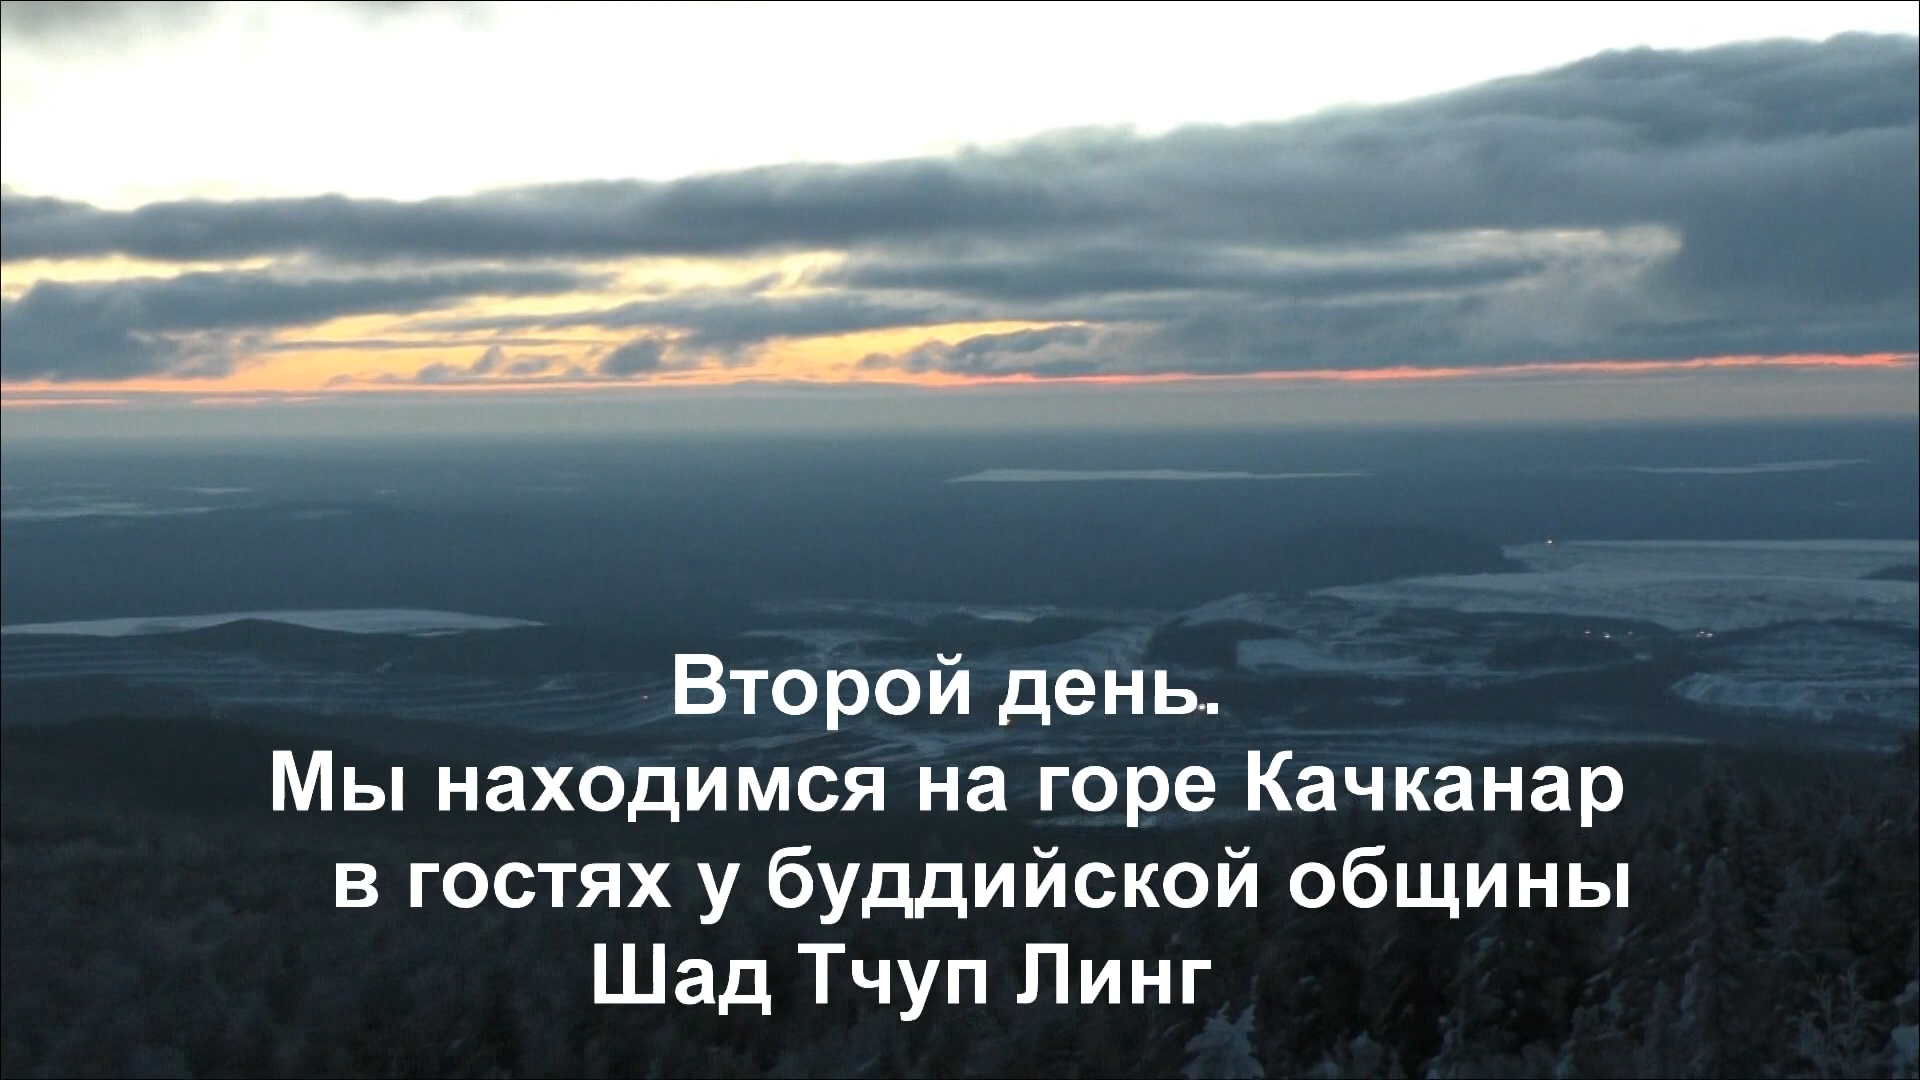 Второй день.
Мы находимся на горе Качканар
в гостях у буддийской общины
Шад Тчуп Линг